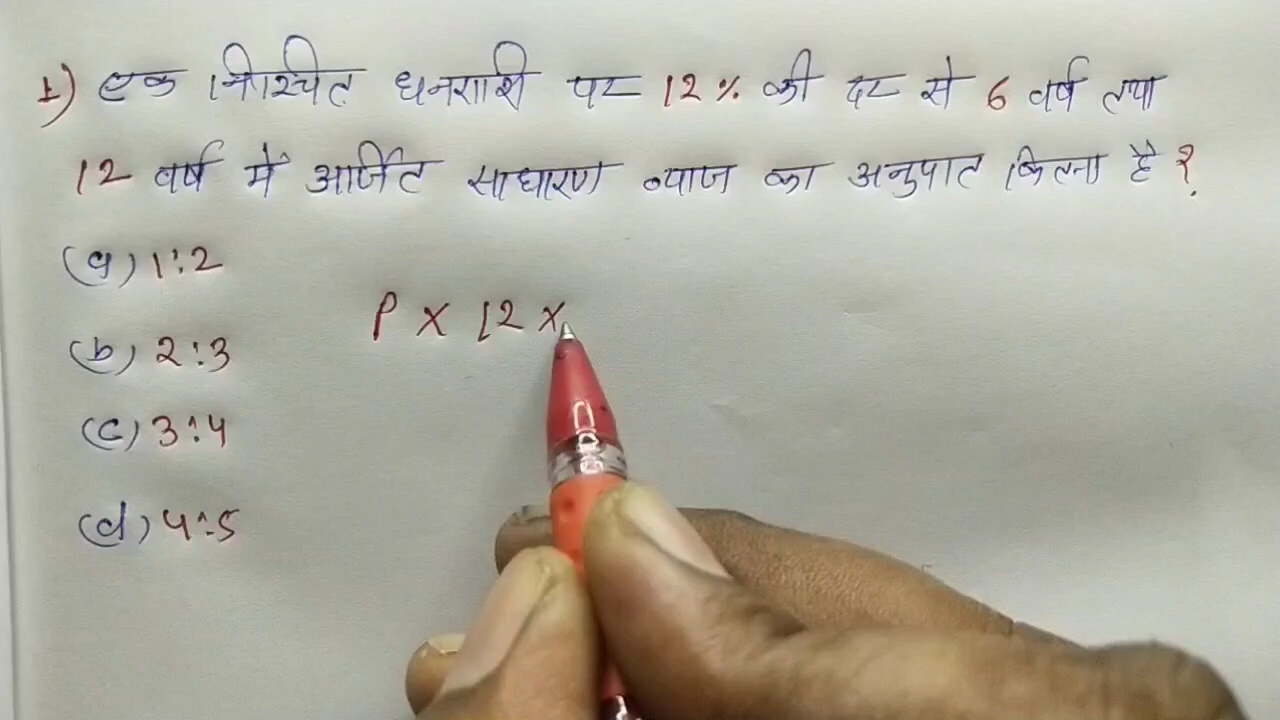 1) एक निश्चित धनराशि पर 12% की दर से 6 वर्ष तथा
12 वर्ष में आर्जित साधारण ब्याज का अनुपात कितना है ?
(a) 1:2
P x 12 x
(b) 2:3
(c) 3:4
(d) 4:5